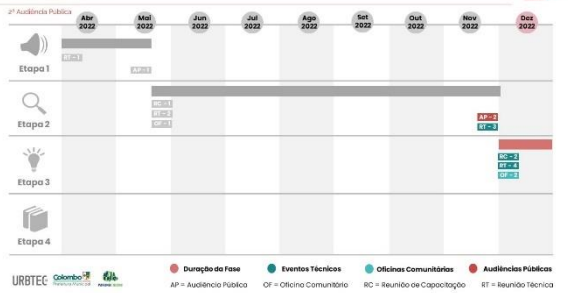 2ª Audiência Pública
Abr 2022 Mai 2022 Jun 2022 Jul 2022 Ago 2022 Set 2022 Out 2022 Nov 2022 Dez 2022
Etapa 1
RT - 1
AP - 1
Etapa 2
RC - 1
RT - 2
OF - 1
AP - 2
RT - 3
Etapa 3
RC - 2
RT - 4
OF - 2
Etapa 4
URBTEC Colombo
Duração da Fase Eventos Técnicos Oficinas Comunitárias Audiências Públicas
AP = Audiência Pública OF = Oficina Comunitária RC = Reunião de Capacitação RT = Reunião Técnica